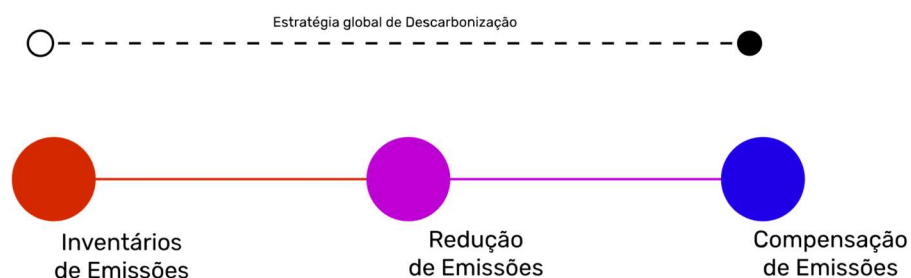 Estratégia global de Descarbonização
Inventários
de Emissões
Redução
de Emissões
Compensação
de Emissões